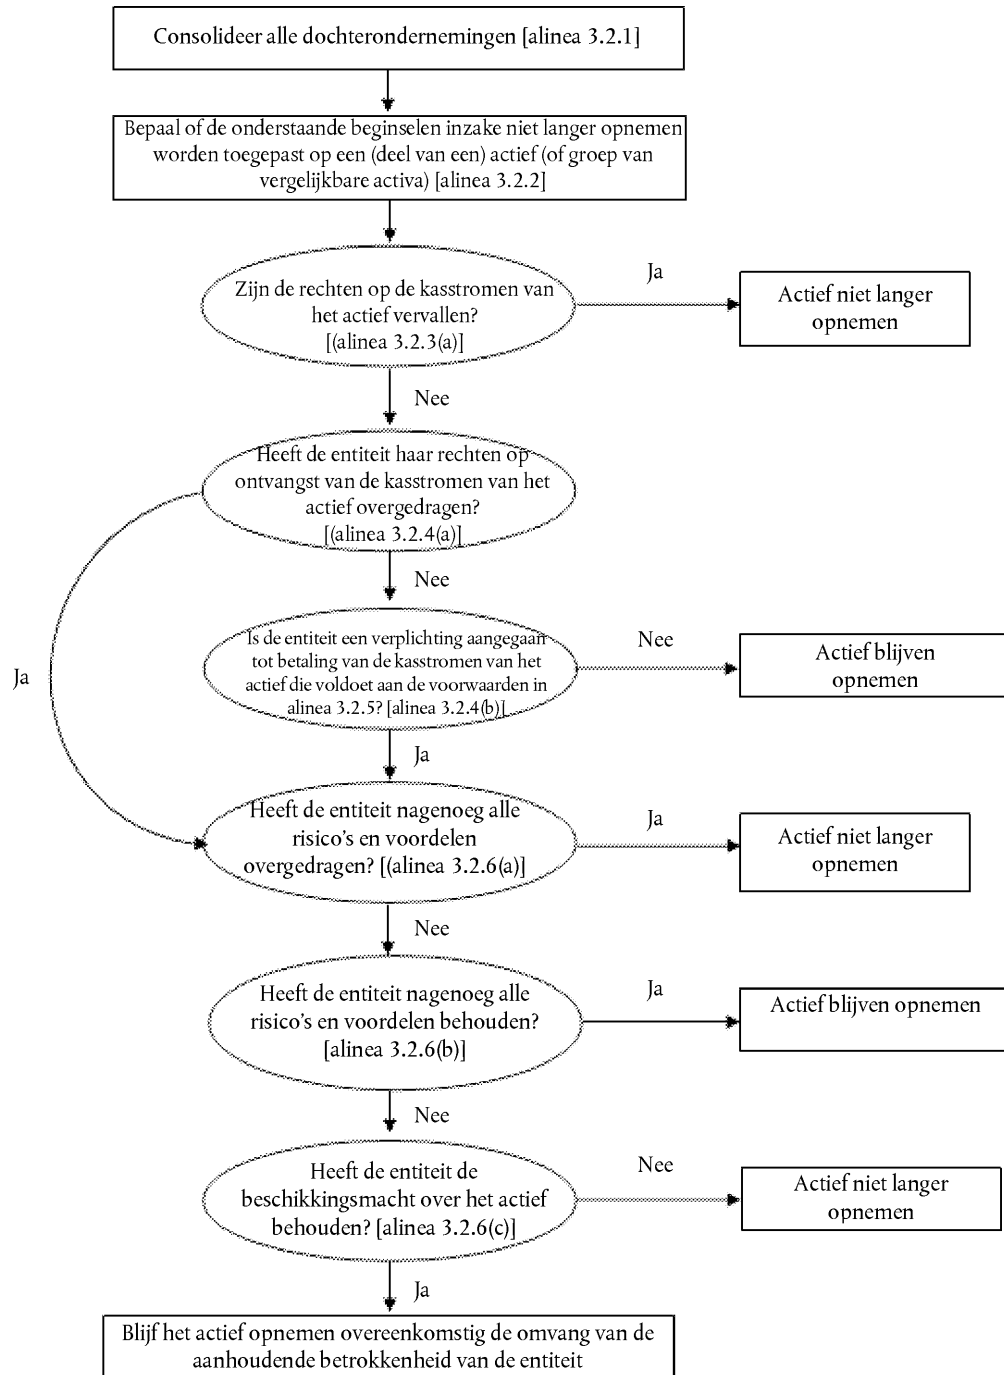 Consolideer alle dochterondernemingen [alinea 3.2.1]
Bepaal of de onderstaande beginselen inzake niet langer opnemen
worden toegepast op een (deel van een) actief (of groep van
vergelijkbare activa) [alinea 3.2.2]
Zijn de rechten op de kasstromen van
het actief vervallen?
[(alinea 3.2.3(a)]
Ja
Actief niet langer
opnemen
Nee
Heeft de entiteit haar rechten op
ontvangst van de kasstromen van het
actief overgedragen?
[(alinea 3.2.4(a)]
Nee
Ja
Is de entiteit een verplichting aangegaan
tot betaling van de kasstromen van het
actief die voldoet aan de voorwaarden in
alinea 3.2.5? [alinea 3.2.4(b)]
Nee
Actief blijven
opnemen
Ja
Heeft de entiteit nagenoeg alle
risico's en voordelen
overgedragen? [(alinea 3.2.6(a)]
Ja
Actief niet langer
opnemen
Nee
Heeft de entiteit nagenoeg alle
risico's en voordelen behouden?
[alinea 3.2.6(b)]
Ja
Actief blijven opnemen
Nee
Heeft de entiteit de
beschikkingsmacht over het actief
behouden? [alinea 3.2.6(c)]
Nee
Actief niet langer
opnemen
Ja
Blijf het actief opnemen overeenkomstig de omvang van de
aanhoudende betrokkenheid van de entiteit